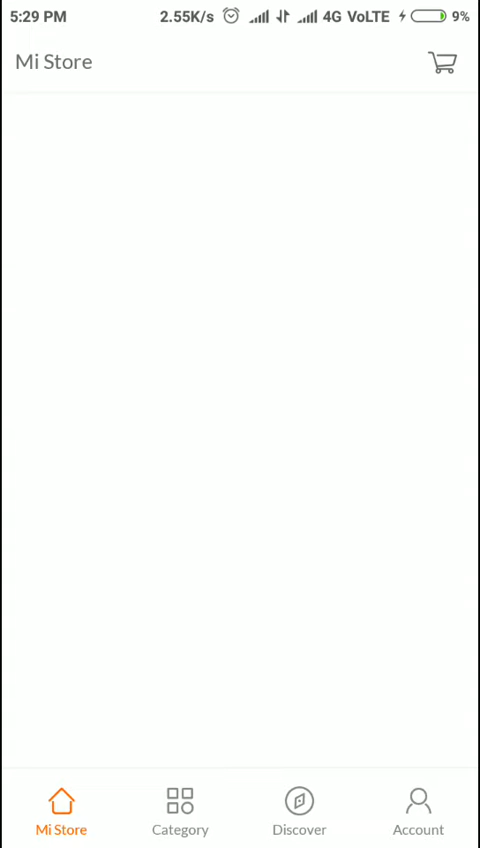 5:29 PM 2.55K/s 4G VoLTE 9%
Mi Store
Mi Store Category Discover Account